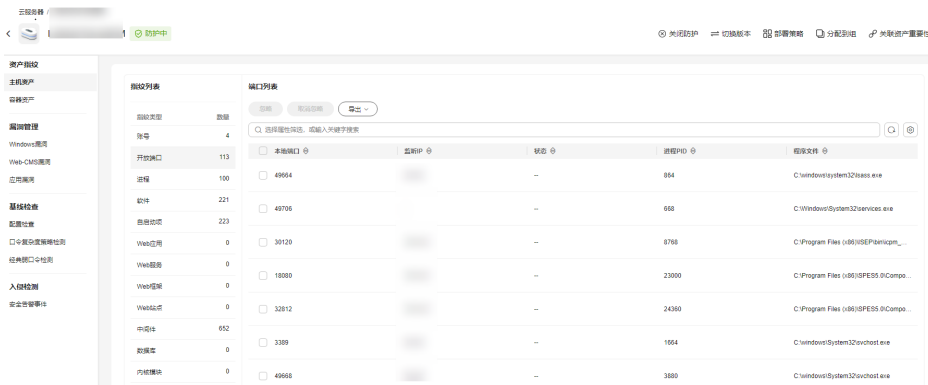 云服务器 /
防护中
关闭防护 切换版本 部署策略 分配到组 关联资产重要性
资产指纹
主机资产
容器资产
漏洞管理
Windows漏洞
Web-CMS漏洞
应用漏洞
基线检查
配置检查
口令复杂度策略检测
经典弱口令检测
入侵检测
安全告警事件
指纹列表
指纹类型 数量
账号 4
开放端口 113
进程 100
软件 221
自启动项 223
Web应用 0
Web服务 0
Web框架 0
Web站点 0
中间件 652
数据库 0
内核模块 0
端口列表
忽略 取消忽略 导出
选择属性筛选，或输入关键字搜索
本地端口 监听IP 状态 进程PID 程序文件
49664 -- 864 C:\windows\system32\lsass.exe
49706 -- 668 C:\Windows\System32\services.exe
30120 -- 8768 C:\Program Files (x86)\ISEP\bin\icpm_...
18080 -- 23000 C:\Program Files (x86)\SPES5.0\Compo...
32812 -- 24360 C:\Program Files (x86)\SPES5.0\Compo...
3389 -- 1664 C:\windows\System32\svchost.exe
49668 -- 3880 C:\windows\System32\svchost.exe